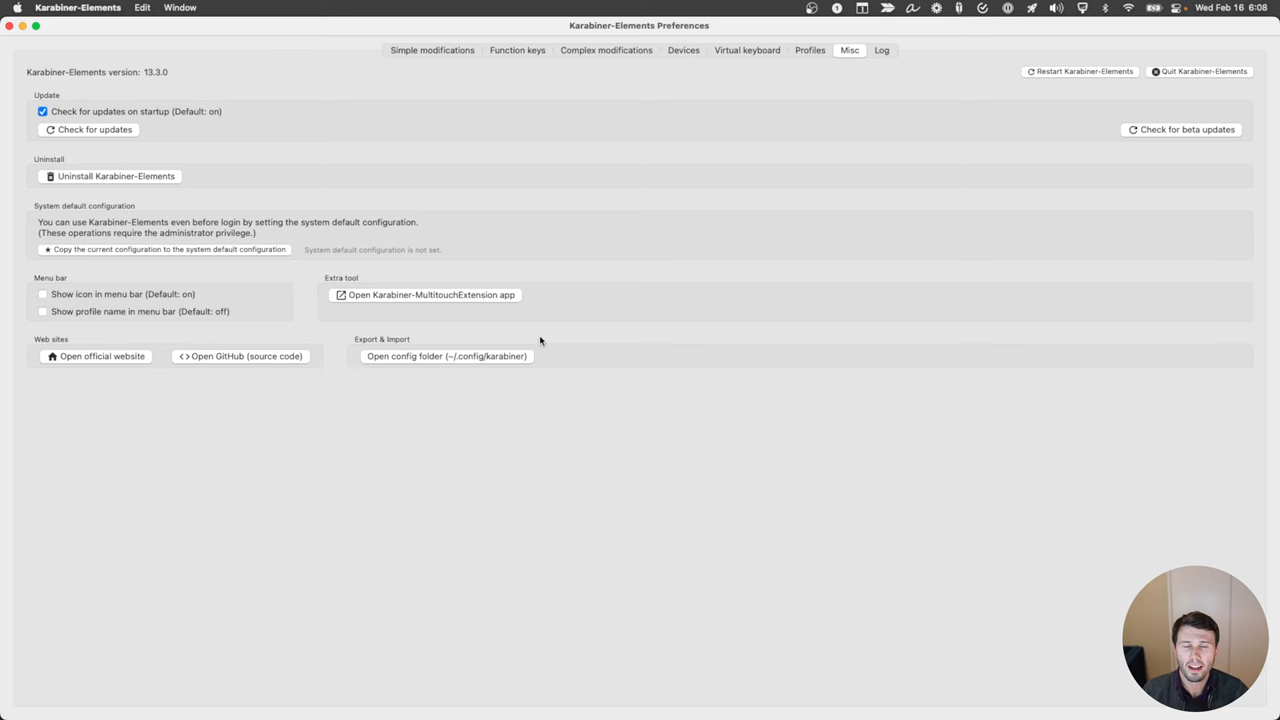 Karabiner-Elements Edit Window Wed Feb 16 6:08
Karabiner-Elements Preferences
Simple modifications Function keys Complex modifications Devices Virtual keyboard Profiles Misc Log
Karabiner-Elements version: 13.3.0 Restart Karabiner-Elements Quit Karabiner-Elements
Update
Check for updates on startup (Default: on)
Check for updates Check for beta updates
Uninstall
Uninstall Karabiner-Elements
System default configuration
You can use Karabiner-Elements even before login by setting the system default configuration.
(These operations require the administrator privilege.)
★ Copy the current configuration to the system default configuration System default configuration is not set.
Menu bar Extra tool
Show icon in menu bar (Default: on) Open Karabiner-MultitouchExtension app
Show profile name in menu bar (Default: off)
Web sites Export & Import
Open official website <> Open GitHub (source code) Open config folder (~/.config/karabiner)